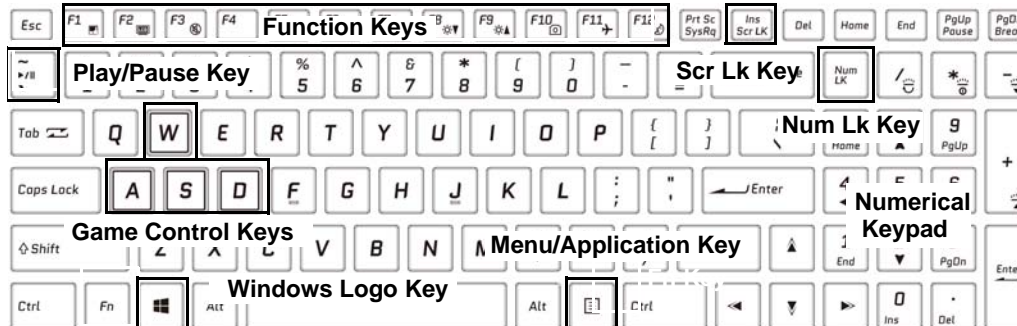 Esc F1 F2 F3 F4 Function Keys F9 F10 F11 F12 Prt Sc Ins Del Home End PgUp
SysRq Scr LK Pause
~ Play/Pause Key % ^ & * ( ) _ Scr Lk Key Num / * -
5 6 7 8 9 0 - = LK
Tab Q W E R T Y U I O P { } Num Lk Key 9
[ ] \ Home PgUp
+
Caps Lock A S D F G H J K L : " Enter 4
; ' Numerical
Game Control Keys Keypad
Shift Z X C V B N M Menu/Application Key 1
End PgDn
Enter
Windows Logo Key
Ctrl Fn Alt Alt Ctrl 0 .
Ins Del